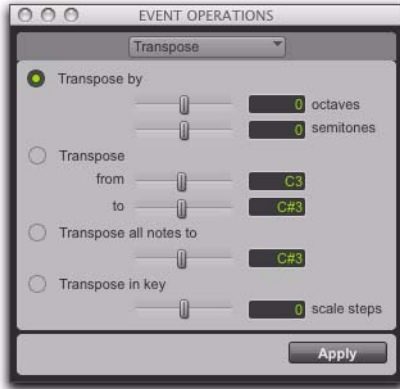 EVENT OPERATIONS
Transpose
Transpose by
0 octaves
0 semitones
Transpose
from C3
to C#3
Transpose all notes to
C#3
Transpose in key
0 scale steps
Apply